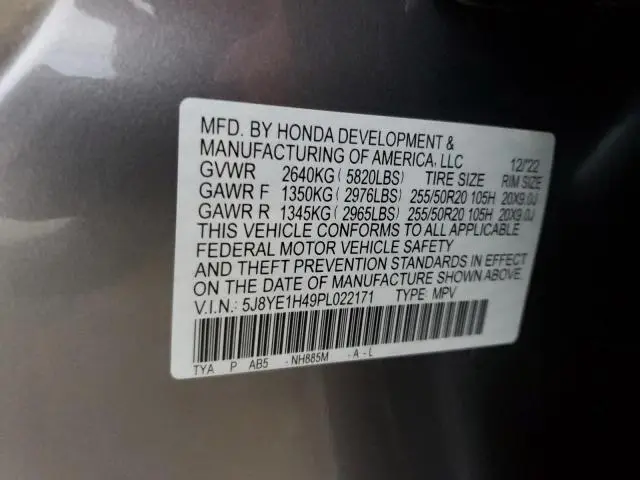 MFD. BY HONDA DEVELOPMENT &
MANUFACTURING OF AMERICA, LLC 12/'22
GVWR 2640KG ( 5820LBS) TIRE SIZE RIM SIZE
GAWR F 1350KG ( 2976LBS) 255/50R20 105H 20X9.0J
GAWR R 1345KG ( 2965LBS) 255/50R20 105H 20X9.0J
THIS VEHICLE CONFORMS TO ALL APPLICABLE
FEDERAL MOTOR VEHICLE SAFETY
AND THEFT PREVENTION STANDARDS IN EFFECT
ON THE DATE OF MANUFACTURE SHOWN ABOVE.
V.I.N.: 5J8YE1H49PL022171 TYPE: MPV
TYA P AB5 - NH885M - A - L